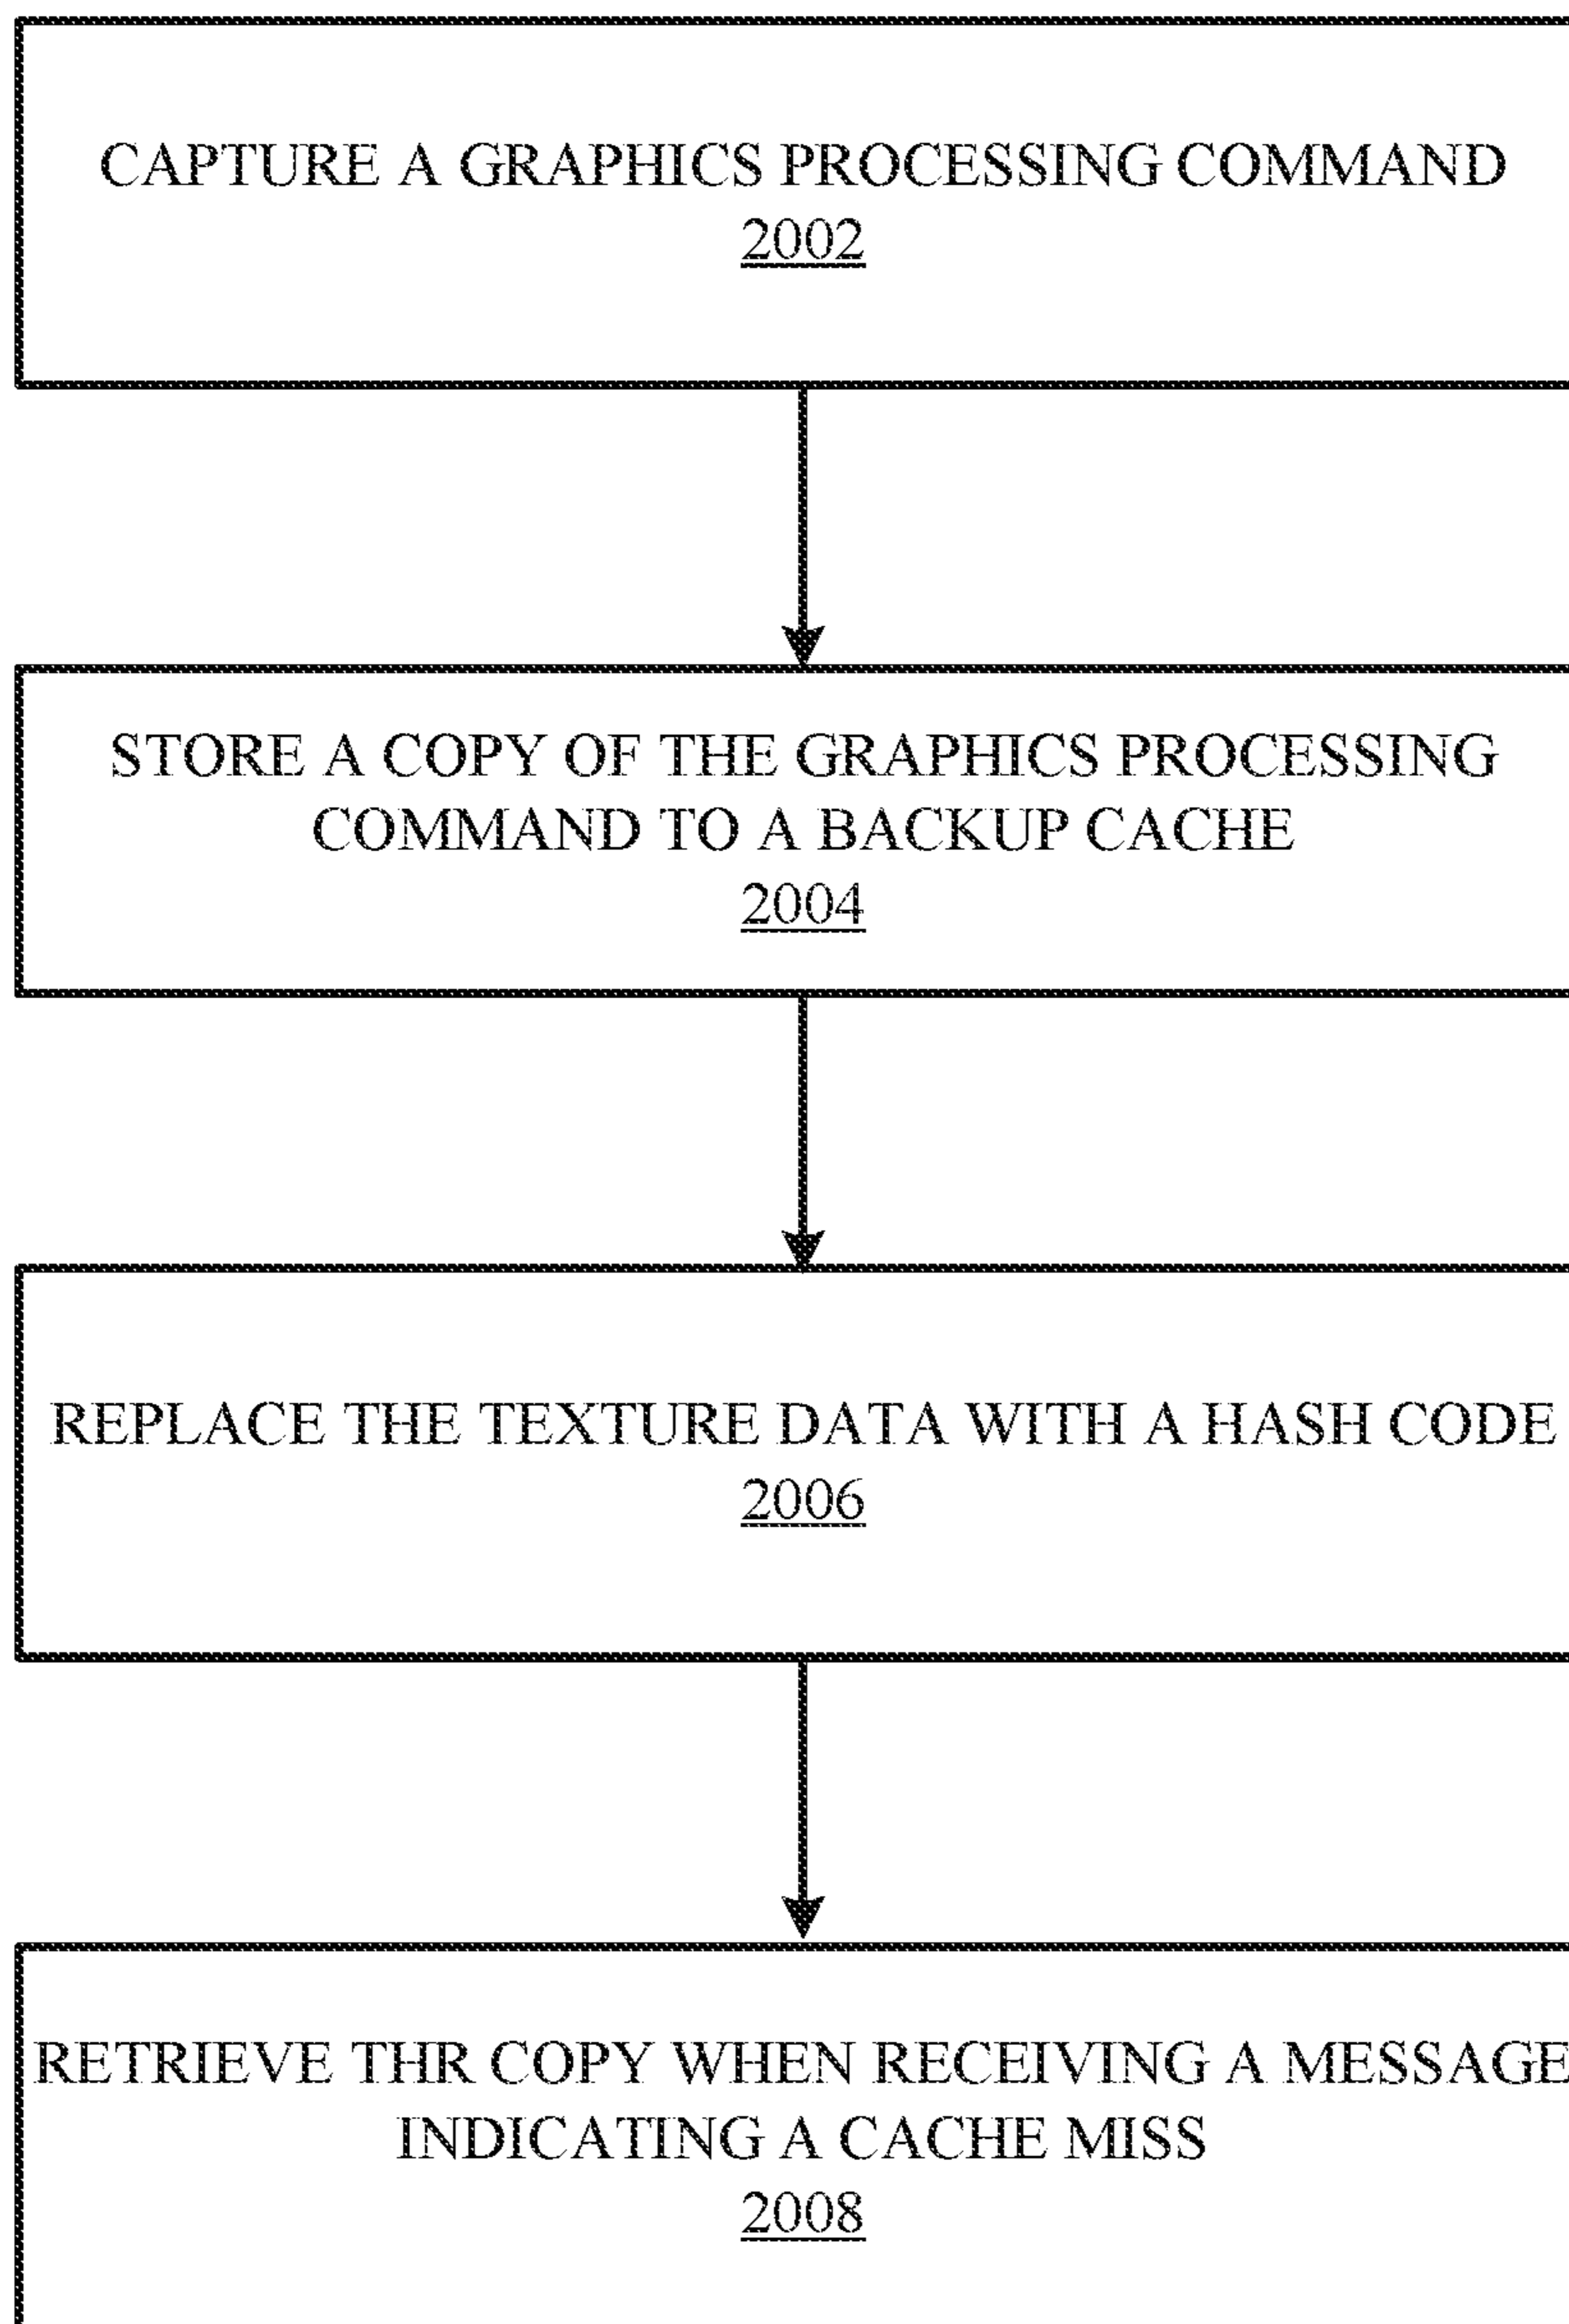 CAPTURE A GRAPHICS PROCESSING COMMAND
2002
STORE A COPY OF THE GRAPHICS PROCESSING
COMMAND TO A BACKUP CACHE
2004
REPLACE THE TEXTURE DATA WITH A HASH CODE
2006
RETRIEVE THR COPY WHEN RECEIVING A MESSAGE
INDICATING A CACHE MISS
2008